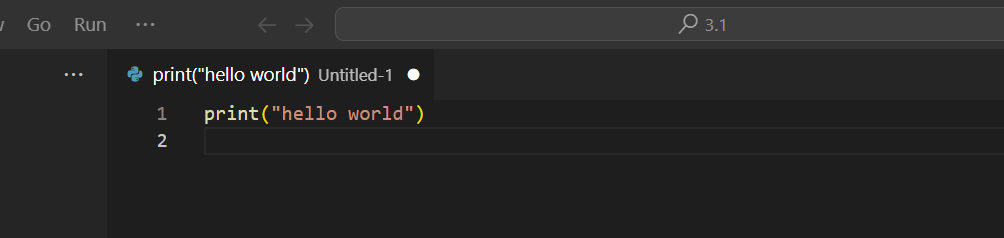 Go Run ··· ← → 3.1
··· print("hello world") Untitled-1 ●
1 print("hello world")
2